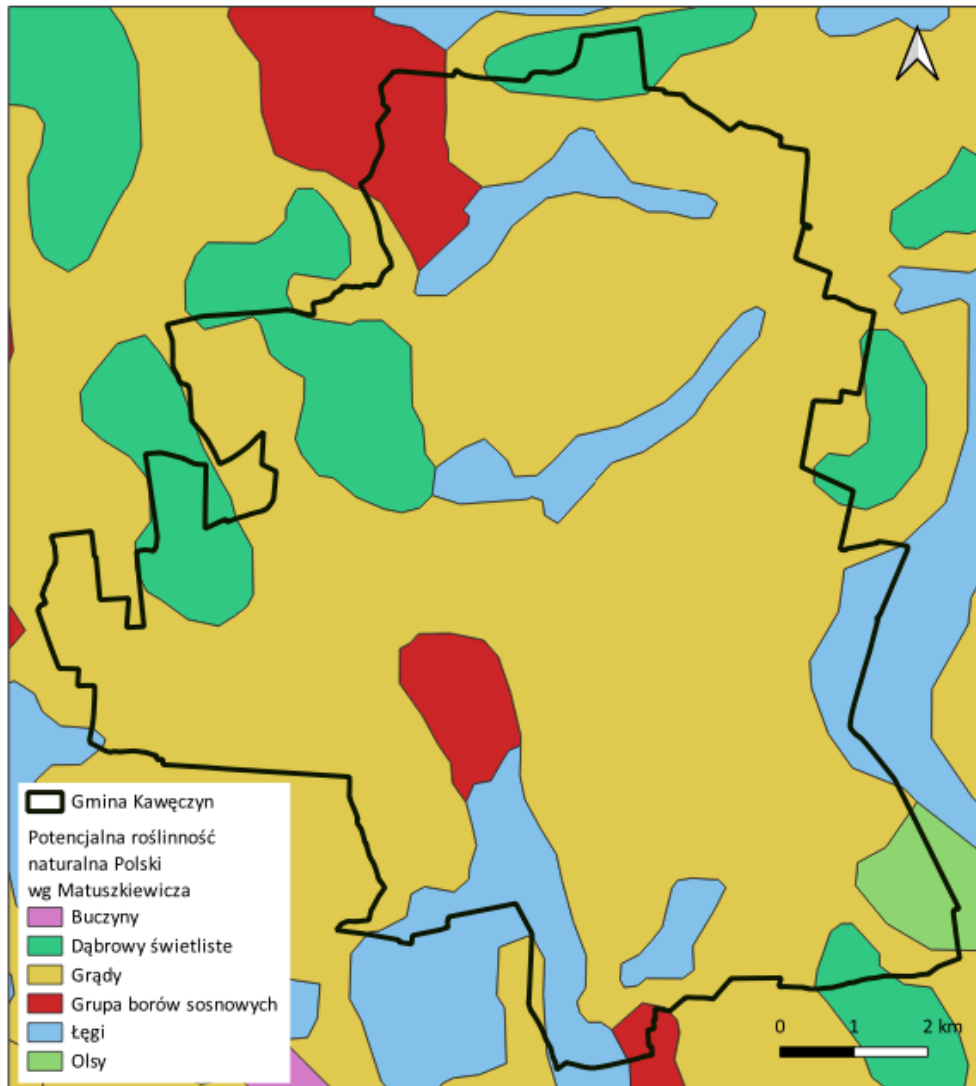 Gmina Kawęczyn
Potencjalna roślinność
naturalna Polski
wg Matuszkiewicza
Buczyny
Dąbrowy świetliste
Grądy
Grupa borów sosnowych
Łęgi
Olsy
0 1 2 km